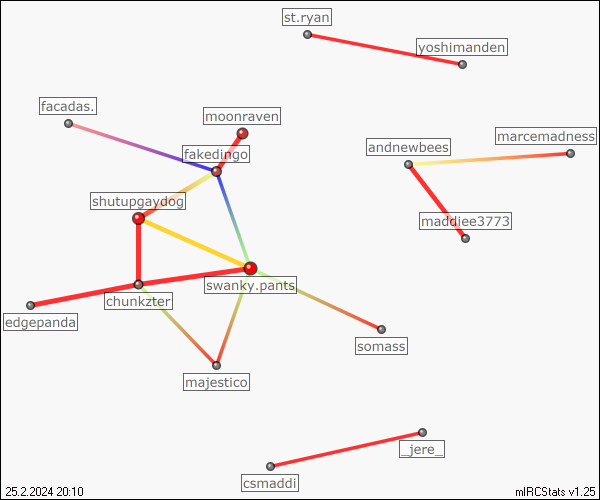 st.ryan
yoshimanden
facadas.
moonraven
fakedingo
andnewbees
marcemadness
shutupgaydog
maddiee3773
swanky.pants
chunkzter
edgepanda
somass
majestico
_jere_
csmaddi
25.2.2024 20:10
mIRCStats v1.25